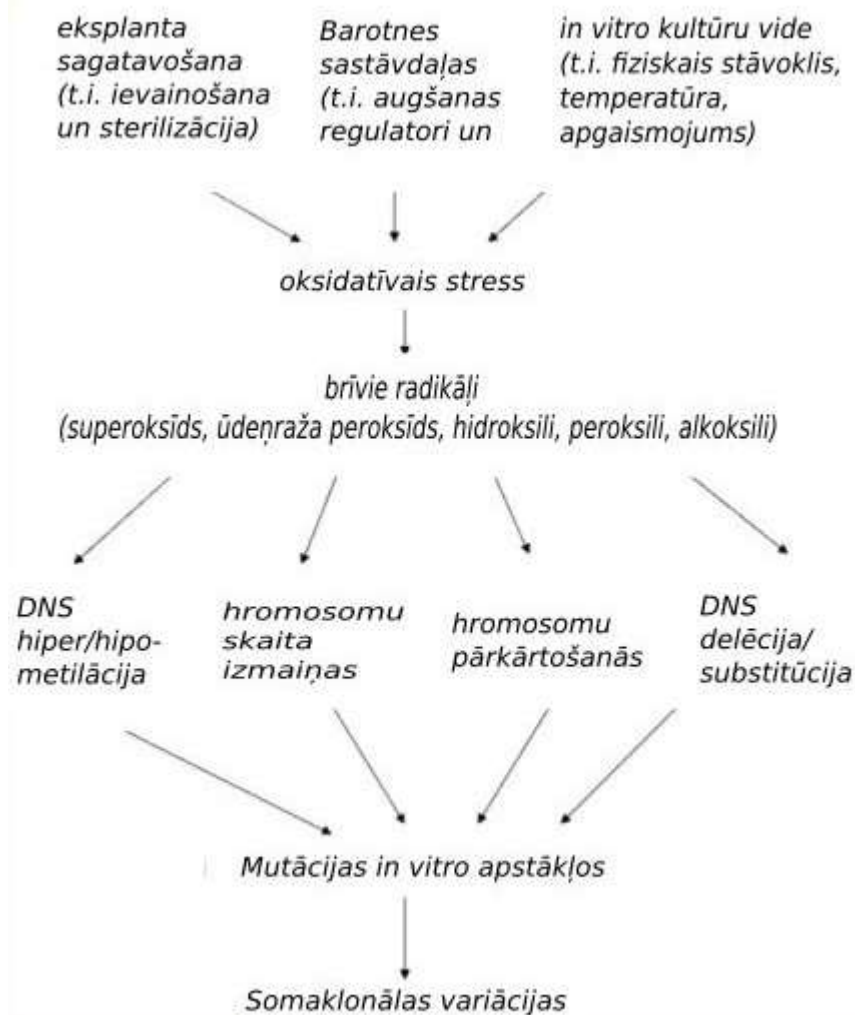 eksplanta
sagatavošana
(t.i. ievainošana
un sterilizācija)
Barotnes
sastāvdaļas
(t.i. augšanas
regulatori un
in vitro kultūru vide
(t.i. fiziskais stāvoklis,
temperatūra,
apgaismojums)
oksidatīvais stress
brīvie radikāļi
(superoksīds, ūdeņraža peroksīds, hidroksili, peroksili, alkoksili)
DNS
hiper/hipo-
metilācija
hromosomu
skaita
izmaiņas
hromosomu
pārkārtošanās
DNS
delēcija/
substitūcija
Mutācijas in vitro apstākļos
Somaklonālas variācijas